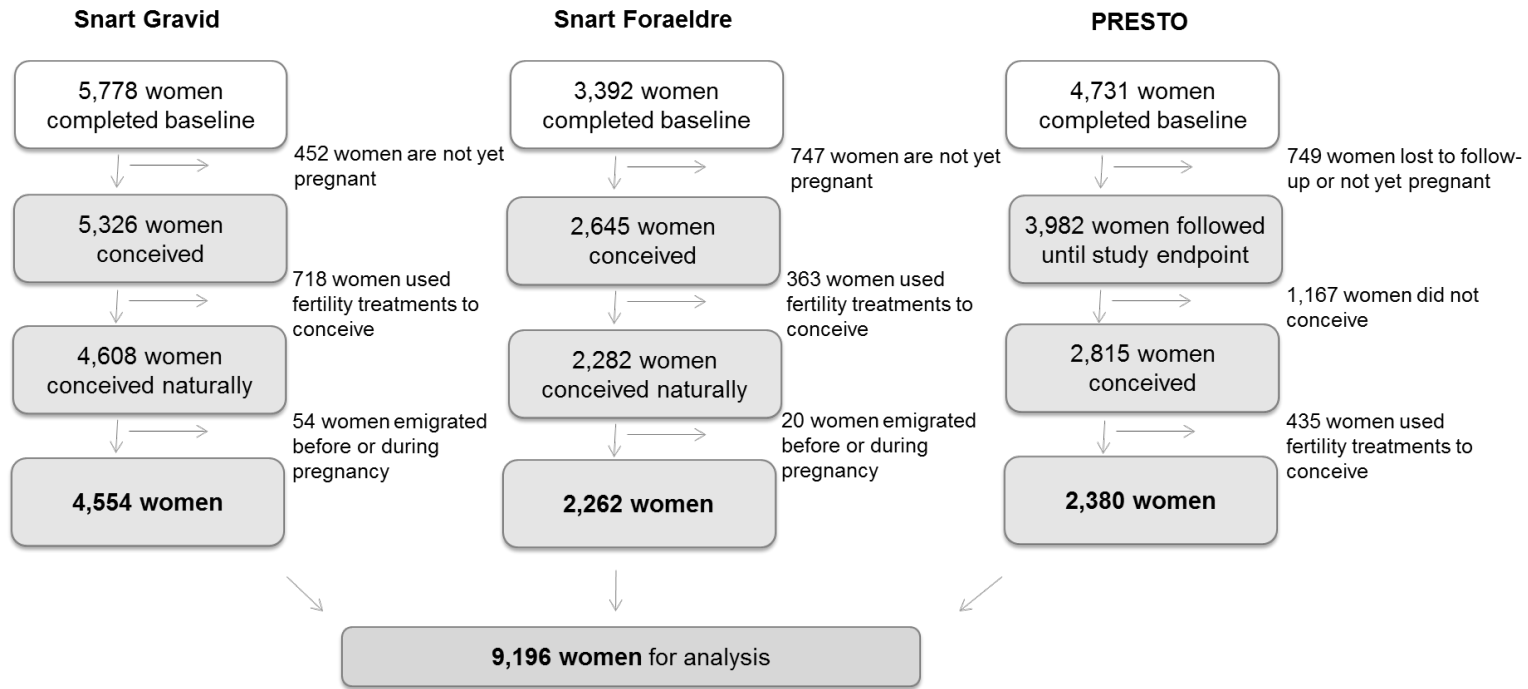 Snart Gravid
5,778 women
completed baseline
452 women are not yet
pregnant
5,326 women
conceived
718 women used
fertility treatments to
conceive
4,608 women
conceived naturally
54 women emigrated
before or during
pregnancy
4,554 women
Snart Foraeldre
3,392 women
completed baseline
747 women are not yet
pregnant
2,645 women
conceived
363 women used
fertility treatments to
conceive
2,282 women
conceived naturally
20 women emigrated
before or during
pregnancy
2,262 women
PRESTO
4,731 women
completed baseline
749 women lost to follow-
up or not yet pregnant
3,982 women followed
until study endpoint
1,167 women did not
conceive
2,815 women
conceived
435 women used
fertility treatments to
conceive
2,380 women
9,196 women for analysis